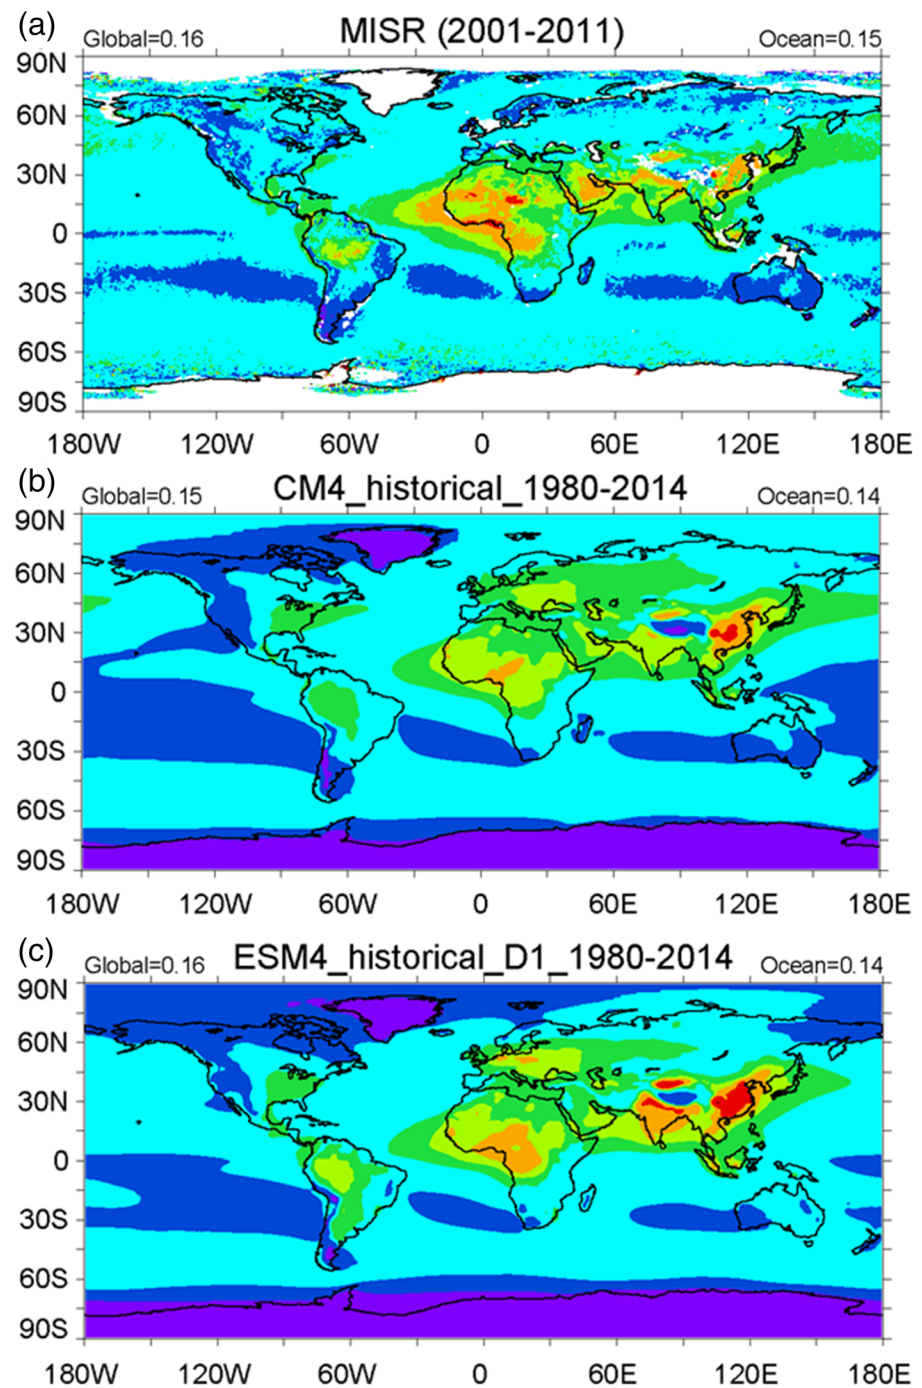 (a)
Global=0.16 MISR (2001-2011) Ocean=0.15
90N
60N
30N
0
30S
60S
90S
180W 120W 60W 0 60E 120E 180E
(b)
Global=0.15 CM4_historical_1980-2014 Ocean=0.14
90N
60N
30N
0
30S
60S
90S
180W 120W 60W 0 60E 120E 180E
(c)
Global=0.16 ESM4_historical_D1_1980-2014 Ocean=0.14
90N
60N
30N
0
30S
60S
90S
180W 120W 60W 0 60E 120E 180E